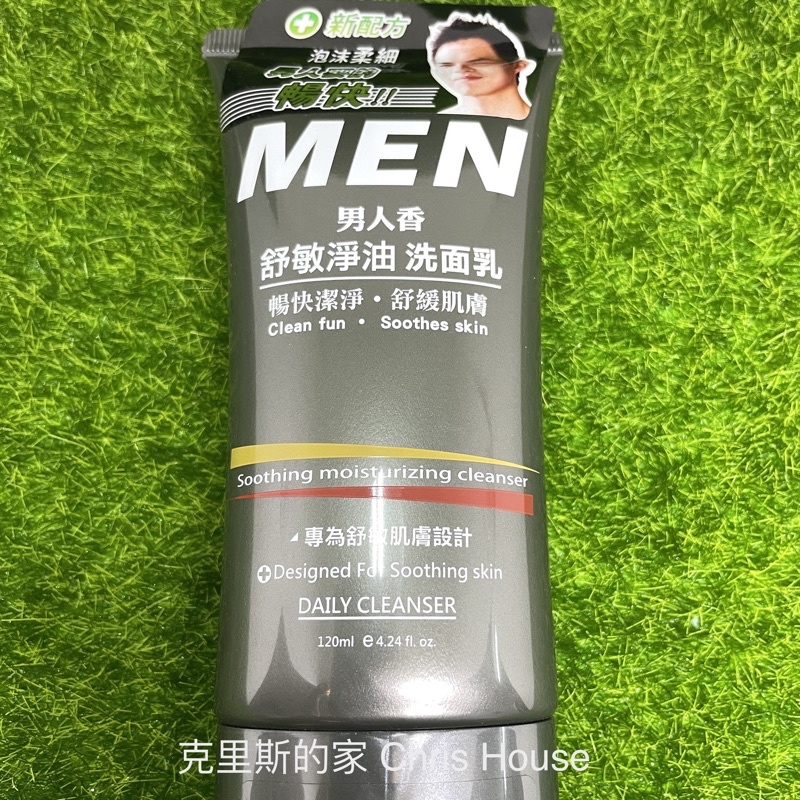 新配方
泡沫柔細
男人
暢快!!
MEN
男人香
舒敏淨油 洗面乳
暢快潔淨・舒緩肌膚
Clean fun · Soothes skin
Soothing moisturizing cleanser
專為舒敏肌膚設計
Designed For Soothing skin
DAILY CLEANSER
120ml e 4.24 fl. oz.
克里斯的家 Chris House